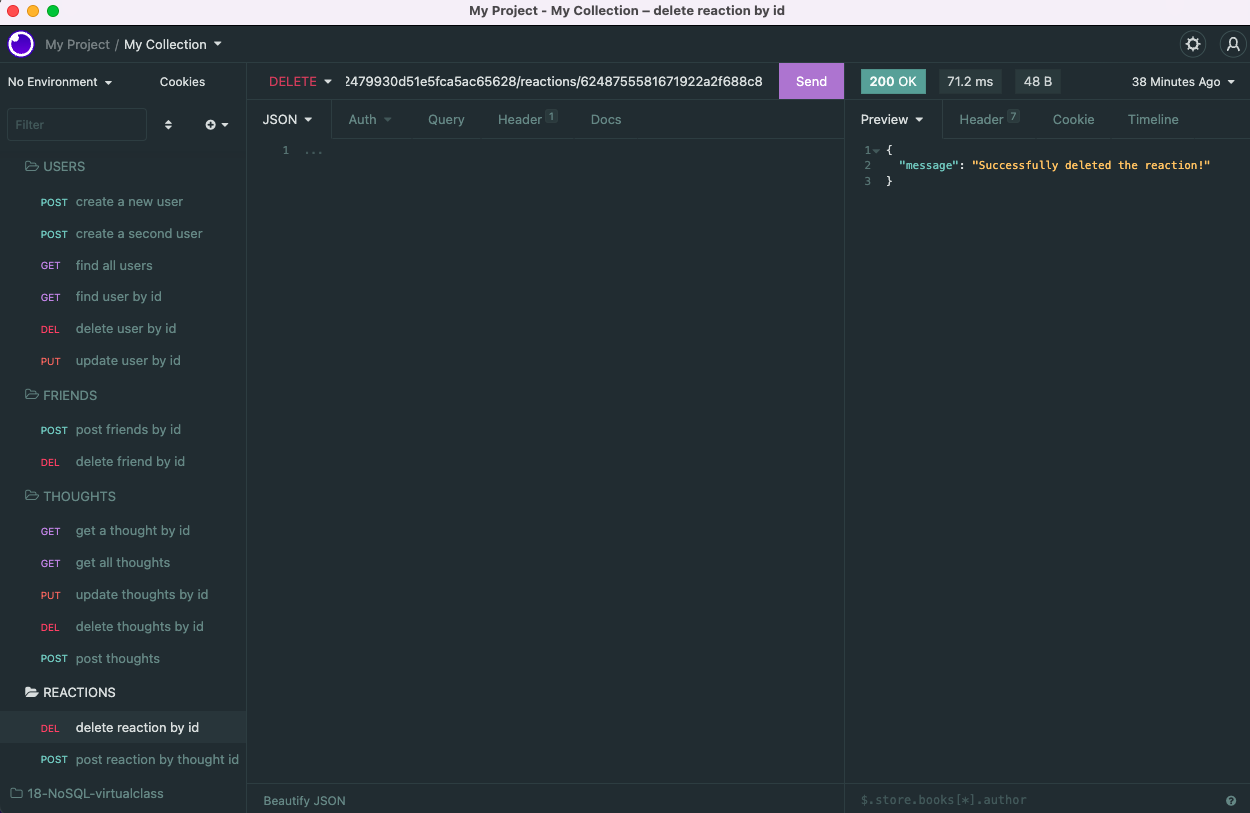 My Project - My Collection – delete reaction by id
My Project / My Collection
No Environment
Cookies
DELETE
2479930d51e5fca5ac65628/reactions/6248755581671922a2f688c8
Send
200 OK
71.2 ms
48 B
38 Minutes Ago
Filter
JSON
Auth
Query
Header 1
Docs
Preview
Header 7
Cookie
Timeline
1 ...
1 {
2 "message": "Successfully deleted the reaction!"
3 }
USERS
POST create a new user
POST create a second user
GET find all users
GET find user by id
DEL delete user by id
PUT update user by id
FRIENDS
POST post friends by id
DEL delete friend by id
THOUGHTS
GET get a thought by id
GET get all thoughts
PUT update thoughts by id
DEL delete thoughts by id
POST post thoughts
REACTIONS
DEL delete reaction by id
POST post reaction by thought id
18-NoSQL-virtualclass
Beautify JSON
$.store.books[*].author